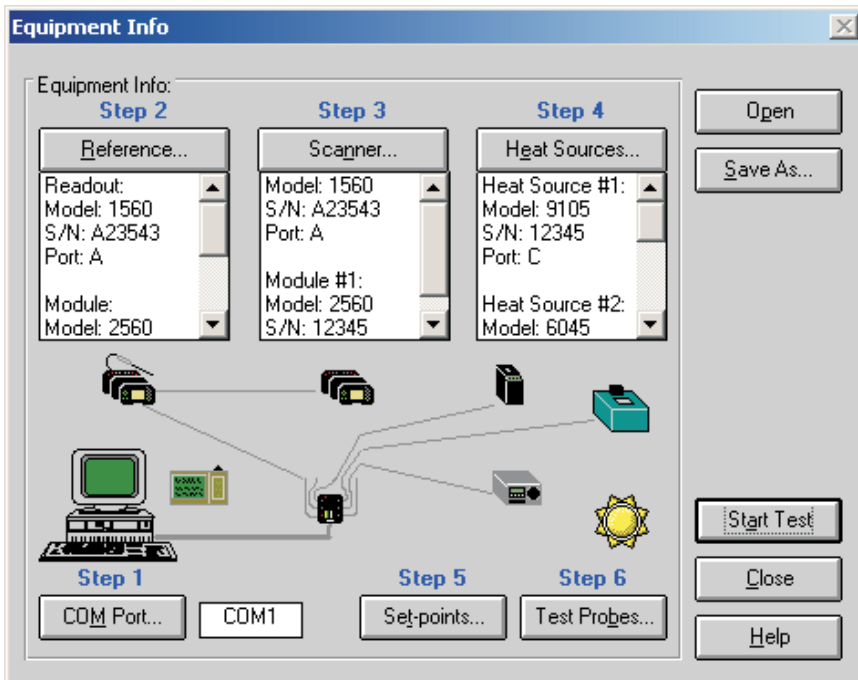 Equipment Info
Equipment Info:
Step 2
Step 3
Step 4
Reference...
Scanner...
Heat Sources...
Open
Save As...
Readout:
Model: 1560
S/N: A23543
Port: A
Module:
Model: 2560
Model: 1560
S/N: A23543
Port: A
Module #1:
Model: 2560
S/N: 12345
Heat Source #1:
Model: 9105
S/N: 12345
Port: C
Heat Source #2:
Model: 6045
Step 1
Step 5
Step 6
COM Port...
COM1
Set-points...
Test Probes...
Start Test
Close
Help